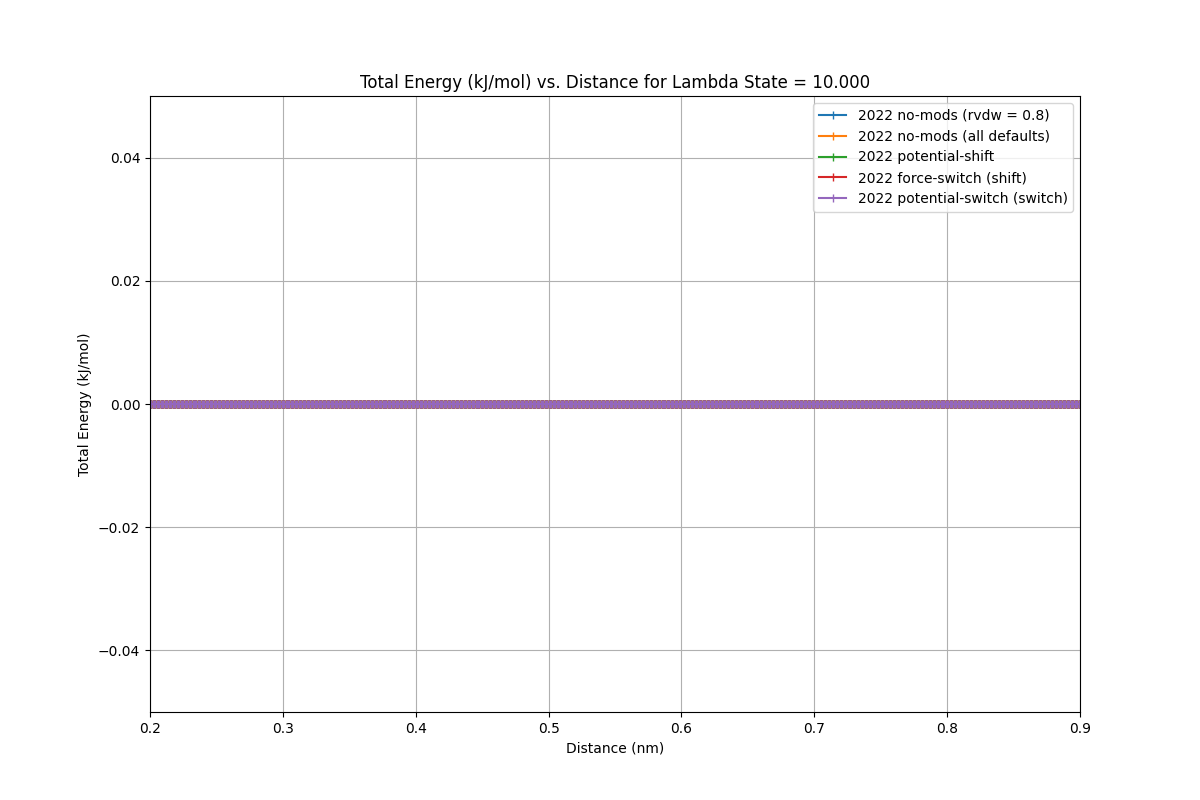 Total Energy (kJ/mol) vs. Distance for Lambda State = 10.000
2022 no-mods (rvdw = 0.8)
2022 no-mods (all defaults)
2022 potential-shift
2022 force-switch (shift)
2022 potential-switch (switch)
0.04
0.02
0.00
−0.02
−0.04
Total Energy (kJ/mol)
0.2 0.3 0.4 0.5 0.6 0.7 0.8 0.9
Distance (nm)